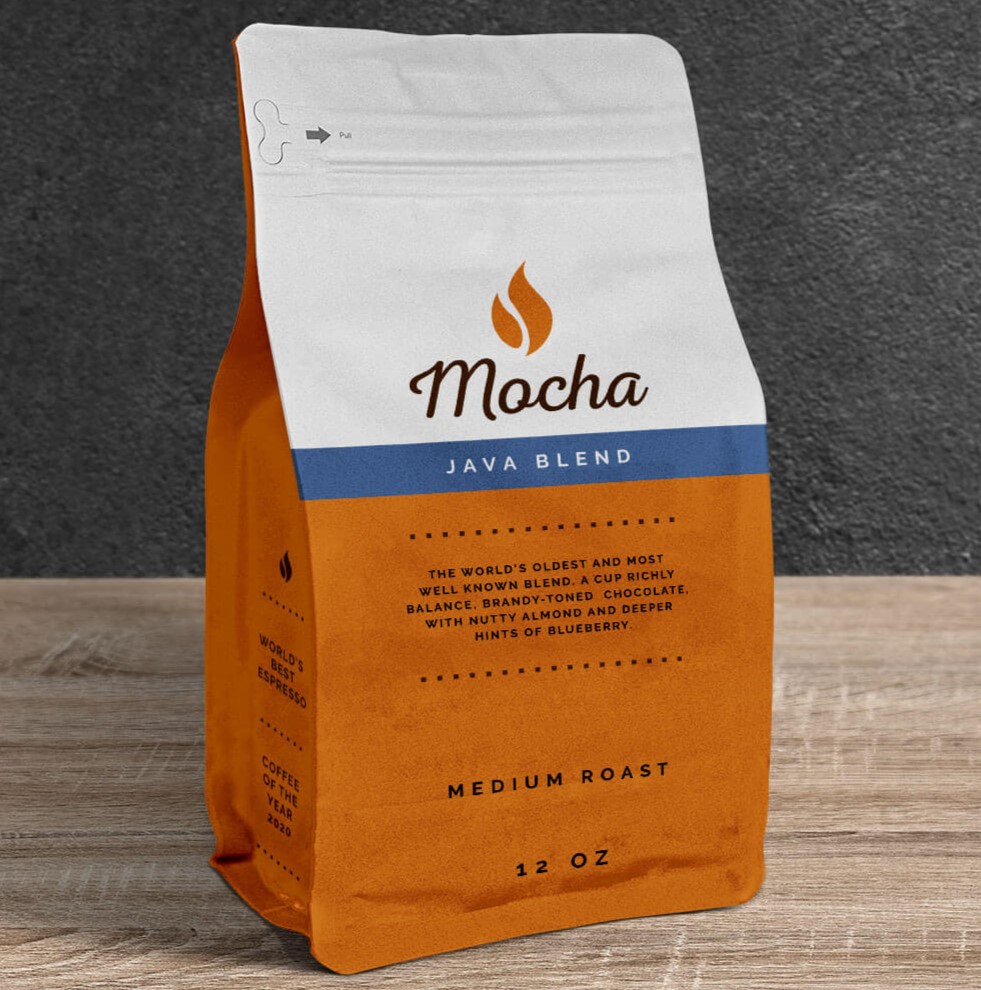 Pull
Mocha
JAVA BLEND
THE WORLD'S OLDEST AND MOST
WELL KNOWN BLEND. A CUP RICHLY
BALANCE, BRANDY-TONED CHOCOLATE,
WITH NUTTY ALMOND AND DEEPER
HINTS OF BLUEBERRY.
MEDIUM ROAST
12 OZ
WORLD'S
BEST
ESPRESSO
COFFEE
OF THE
YEAR
2020